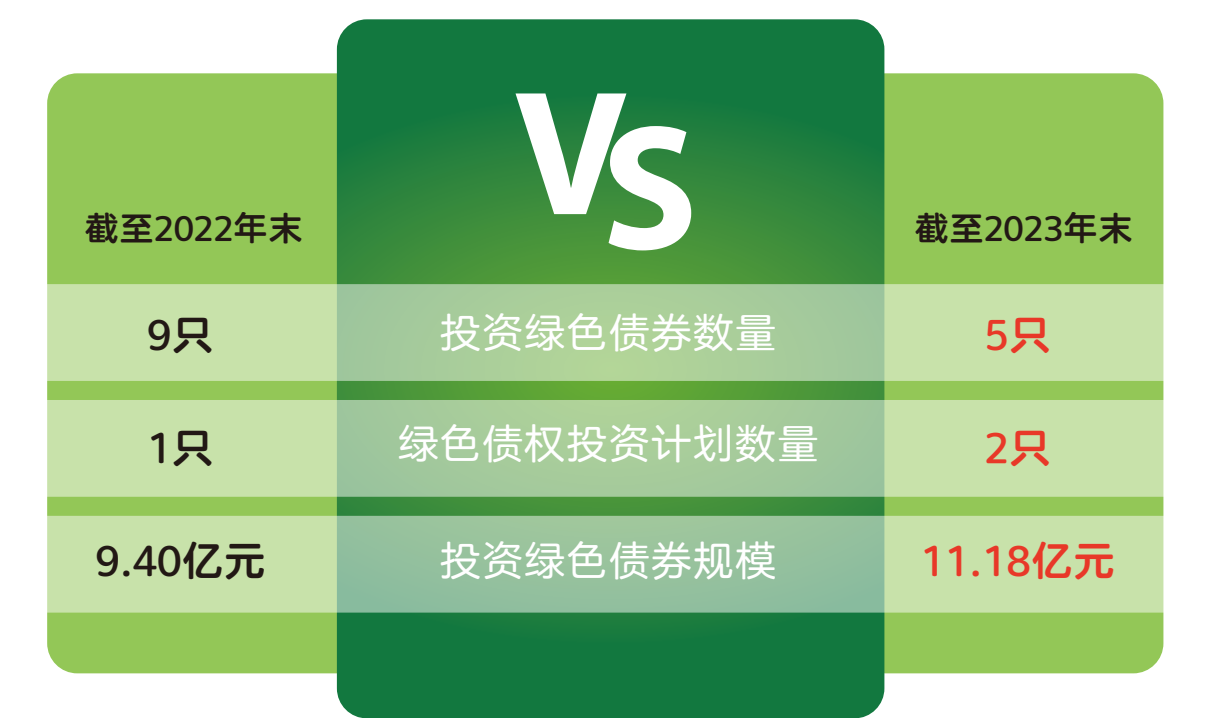 VS
截至2022年末
截至2023年末
9只
投资绿色债券数量
5只
1只
绿色债权投资计划数量
2只
9.40亿元
投资绿色债券规模
11.18亿元